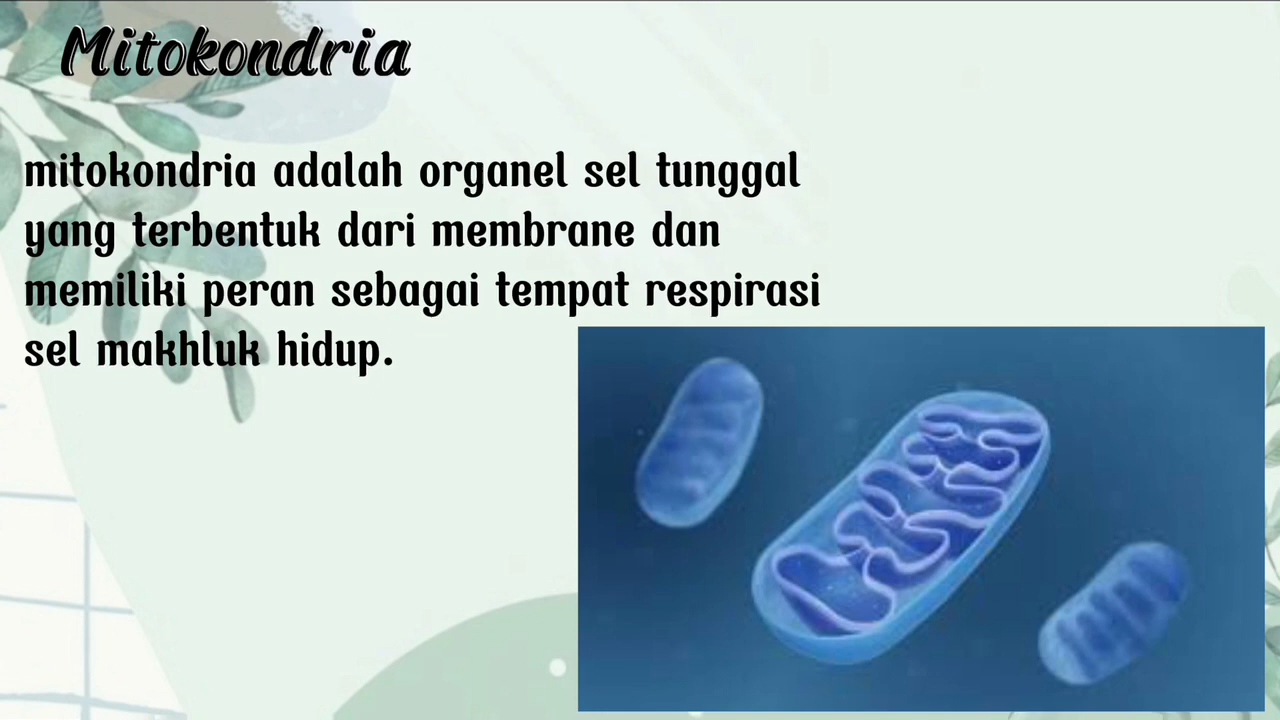 Mitokondria
mitokondria adalah organel sel tunggal
yang terbentuk dari membrane dan
memiliki peran sebagai tempat respirasi
sel makhluk hidup.